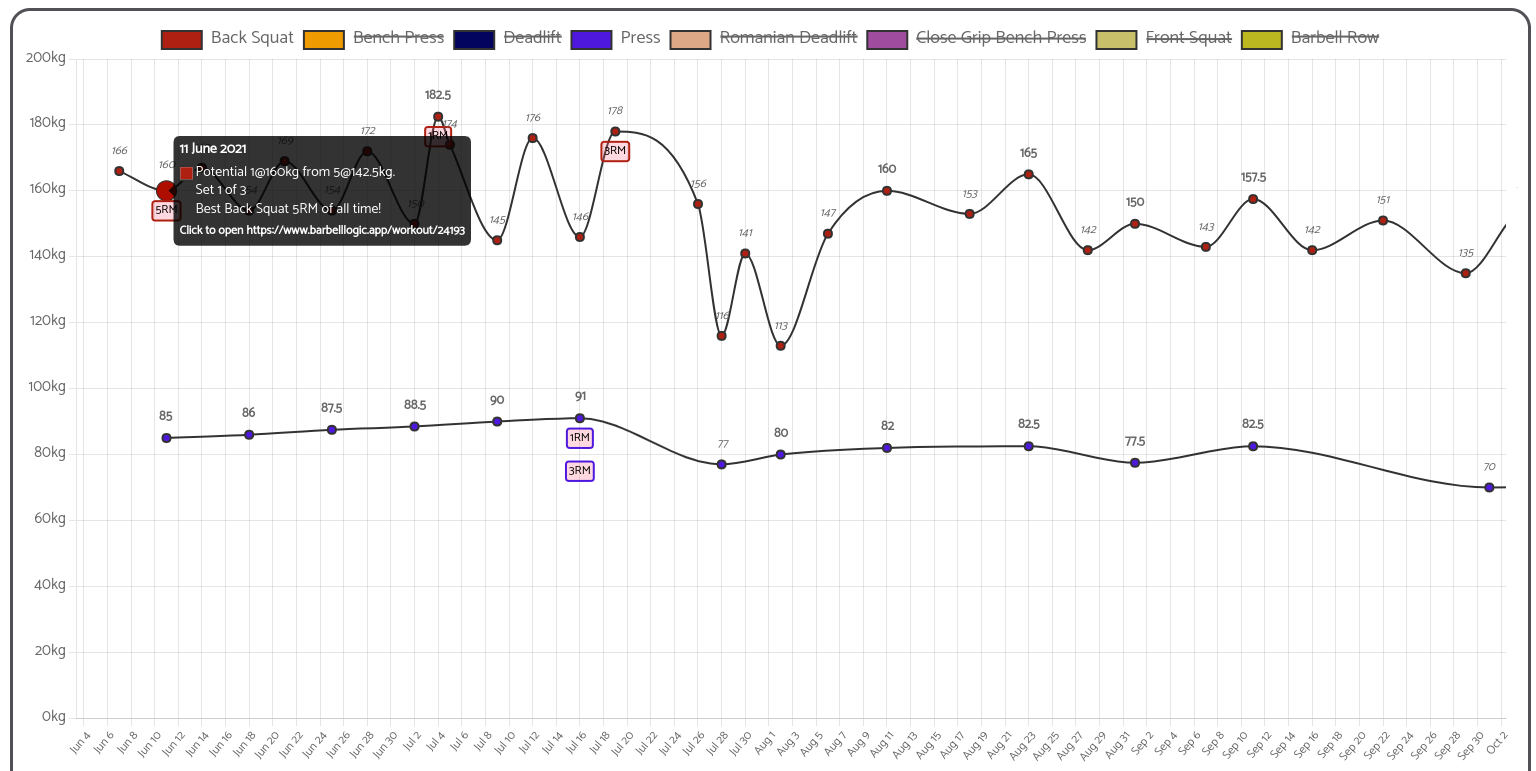 Back Squat Bench Press Deadlift Press Romanian Deadlift Close Grip Bench Press Front Squat Barbell Row
200kg
180kg
160kg
140kg
120kg
100kg
80kg
60kg
40kg
20kg
0kg
166 160 169 154 154 172 150 182.5 174 145 176 146 178 156 116 141 113 147 160 153 165 142 150 143 157.5 142 151 135
5RM 1RM 3RM
11 June 2021
Potential 1@160kg from 5@142.5kg.
Set 1 of 3
Best Back Squat 5RM of all time!
Click to open https://www.barbelllogic.app/workout/24193
85 86 87.5 88.5 90 91 77 80 82 82.5 77.5 82.5 70
1RM
3RM
Jun 4 Jun 6 Jun 8 Jun 10 Jun 12 Jun 14 Jun 16 Jun 18 Jun 20 Jun 22 Jun 24 Jun 26 Jun 28 Jun 30 Jul 2 Jul 4 Jul 6 Jul 8 Jul 10 Jul 12 Jul 14 Jul 16 Jul 18 Jul 20 Jul 22 Jul 24 Jul 26 Jul 28 Jul 30 Aug 1 Aug 3 Aug 5 Aug 7 Aug 9 Aug 11 Aug 13 Aug 15 Aug 17 Aug 19 Aug 21 Aug 23 Aug 25 Aug 27 Aug 29 Aug 31 Sep 2 Sep 4 Sep 6 Sep 8 Sep 10 Sep 12 Sep 14 Sep 16 Sep 18 Sep 20 Sep 22 Sep 24 Sep 26 Sep 28 Sep 30 Oct 2